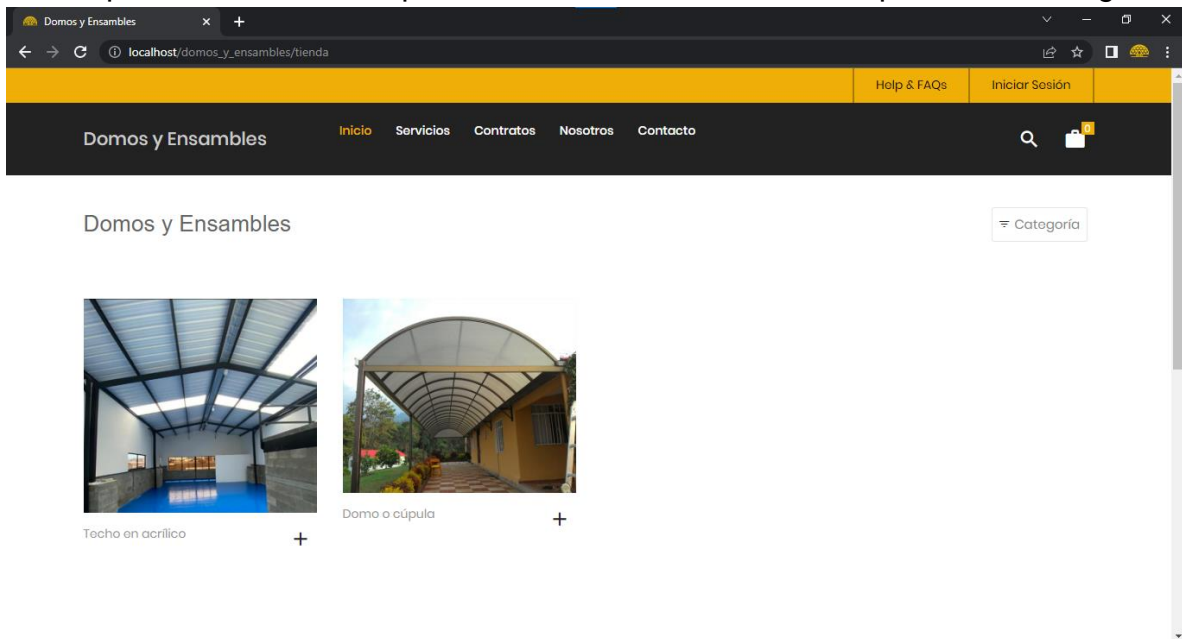 Domos y Ensambles
localhost/domos_y_ensambles/tienda
Help & FAQs Iniciar Sesión
Domos y Ensambles Inicio Servicios Contratos Nosotros Contacto 0
Domos y Ensambles Categoría
Domo o cúpula
Techo en acrílico